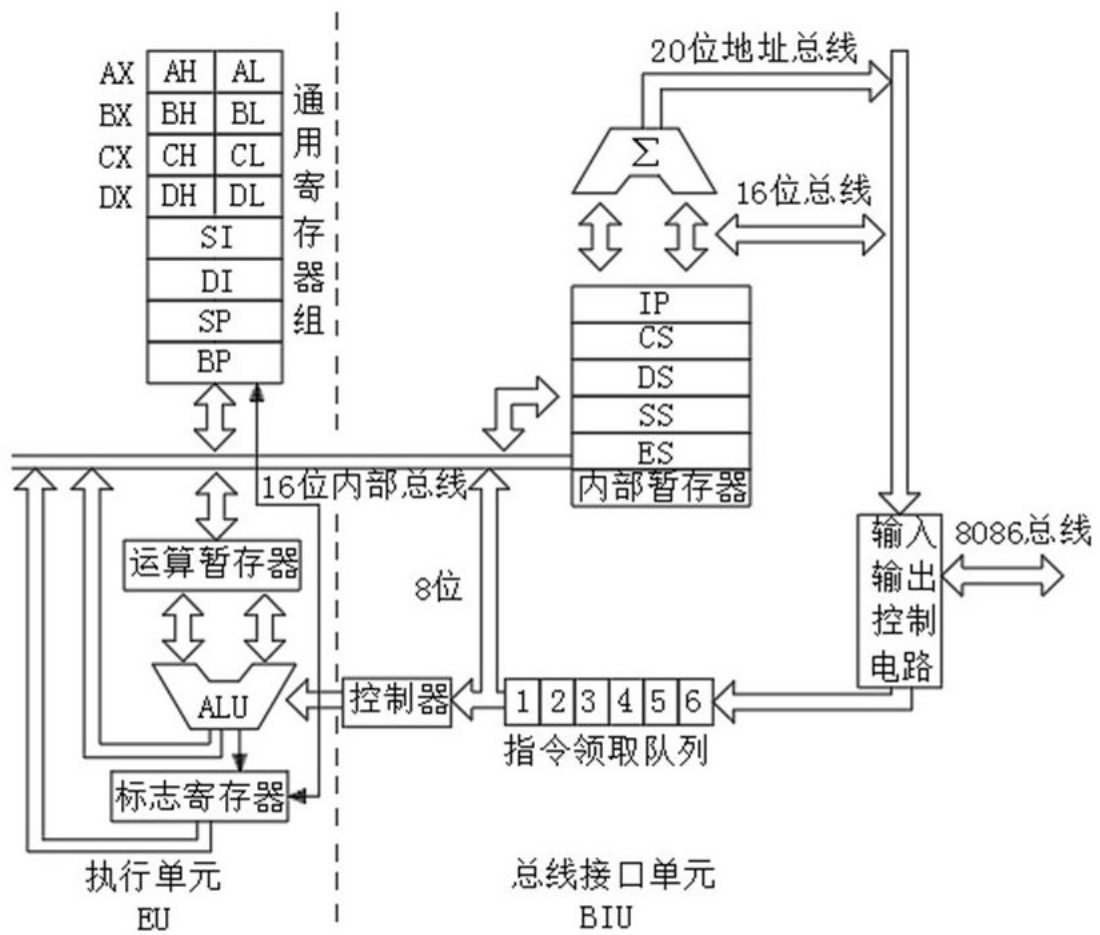 20位地址总线
AX AH AL
BX BH BL
CX CH CL
DX DH DL
SI
DI
SP
BP
通用寄存器组
Σ
16位总线
IP
CS
DS
SS
ES
内部暂存器
16位内部总线
运算暂存器
8位
输入
输出
控制
电路
8086总线
ALU
控制器
1 2 3 4 5 6
指令领取队列
标志寄存器
执行单元
EU
总线接口单元
BIU